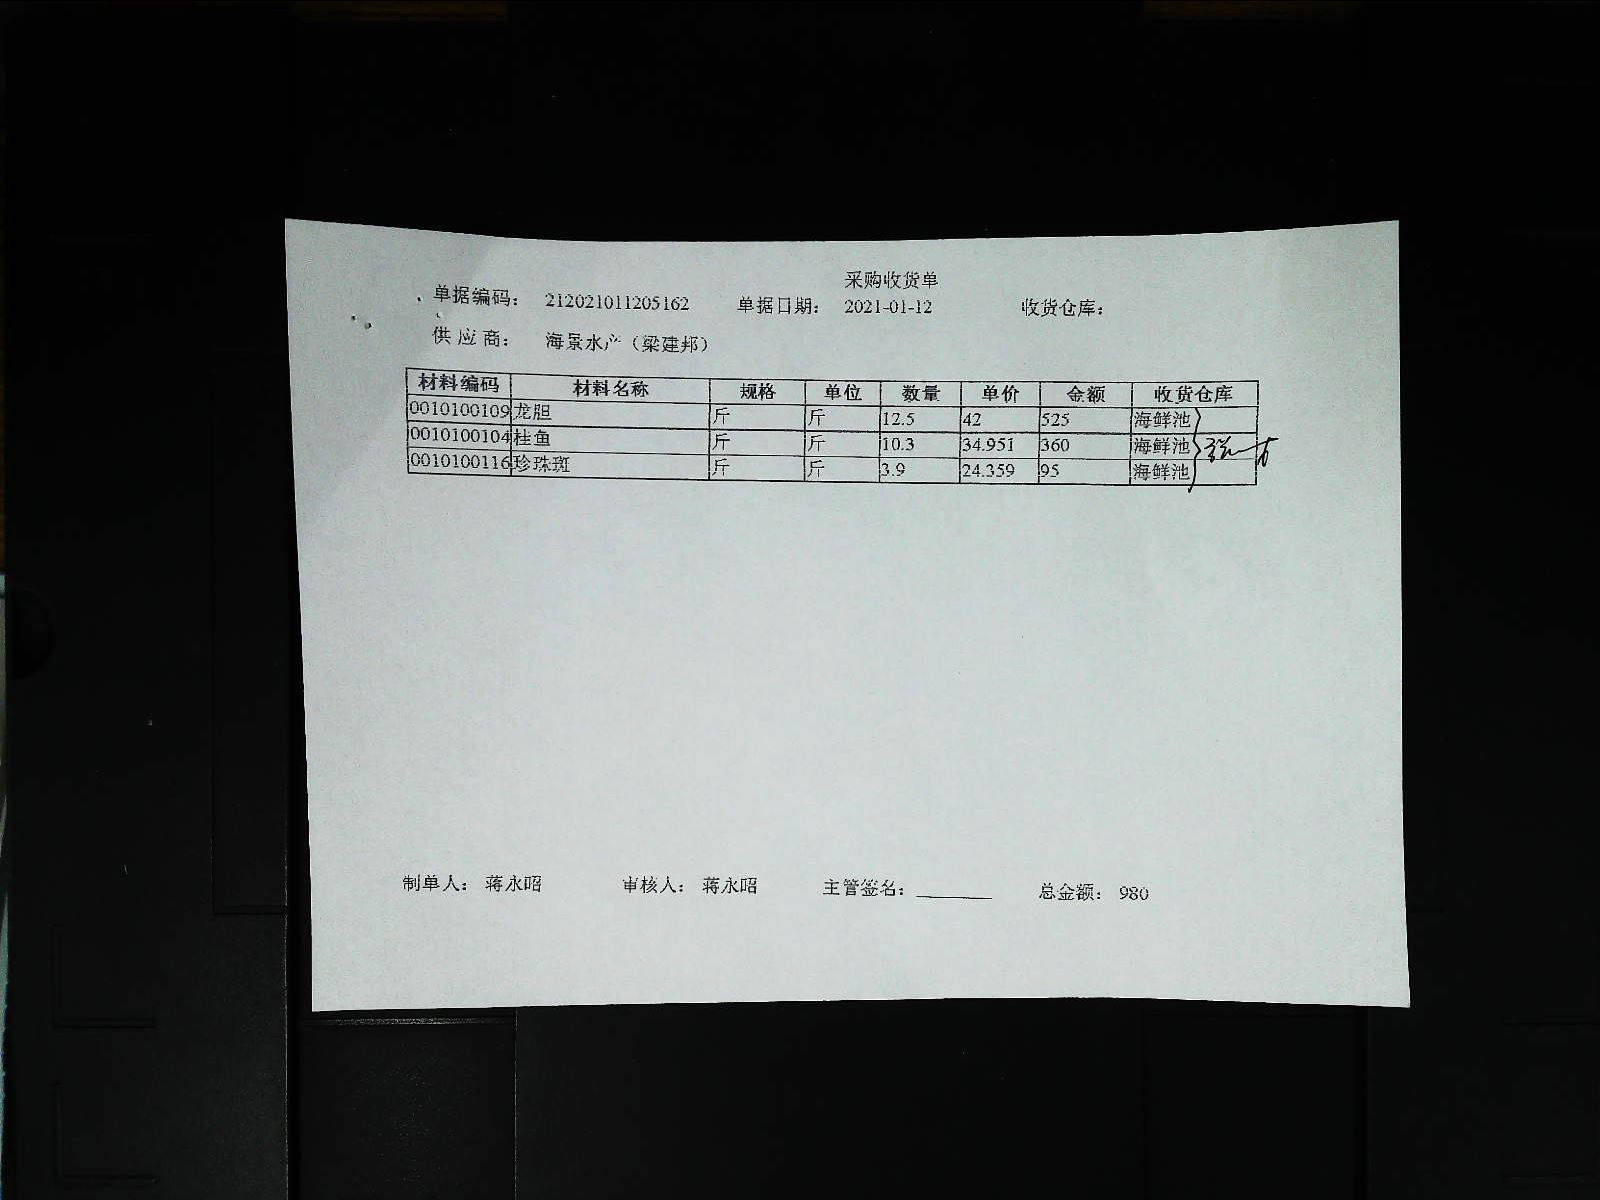 采购收货单
单据编码: 212021011205162 单据日期: 2021-01-12 收货仓库:
供应商: 海景水产（梁建邦）
材料编码 材料名称 规格 单位 数量 单价 金额 收货仓库
0010100109 龙胆 斤 斤 12.5 42 525 海鲜池
0010100104 桂鱼 斤 斤 10.3 34.951 360 海鲜池
0010100116 珍珠斑 斤 斤 3.9 24.359 95 海鲜池
制单人: 蒋永昭 审核人: 蒋永昭 主管签名: 总金额: 980